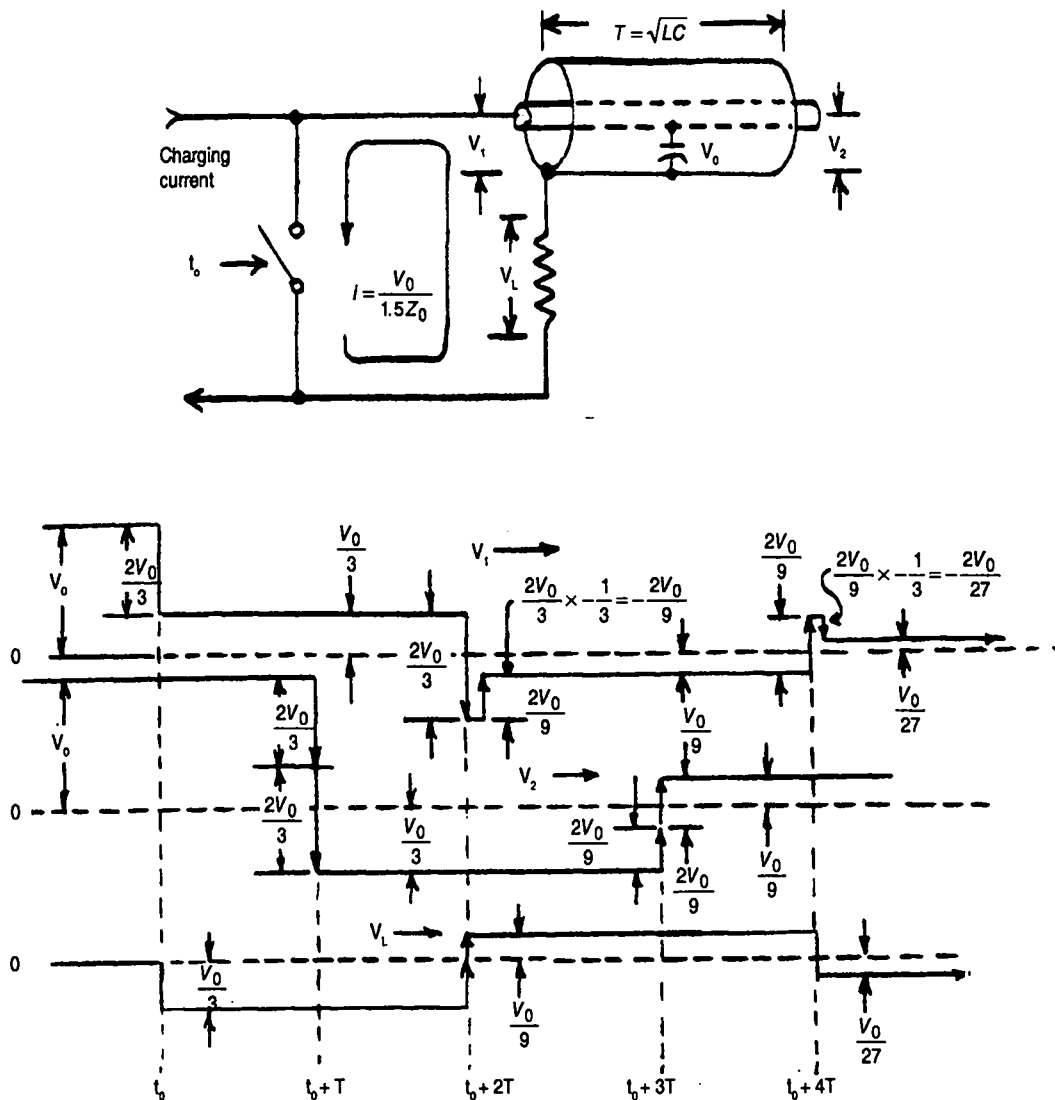 T = √LC
Charging
current
V₁
V₀
V₂
t₀
I = V₀/1.5Z₀
V_L
V₀
2V₀/3
V₀/3
V₁
2V₀/3 × -1/3 = -2V₀/9
2V₀/9
2V₀/9 × -1/3 = -2V₀/27
0
2V₀/3
2V₀/9
V₀/9
V₀/27
V₀
2V₀/3
V₂
0
2V₀/3
V₀/3
2V₀/9
2V₀/9
V₀/9
V_L
0
V₀/3
V₀/9
V₀/27
t₀
t₀ + T
t₀ + 2T
t₀ + 3T
t₀ + 4T